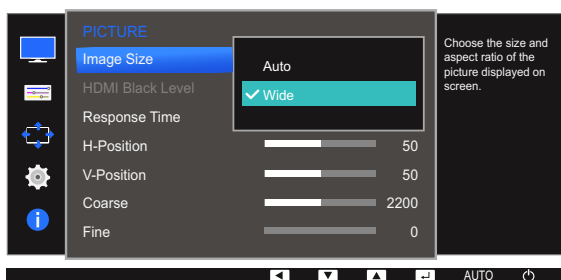 PICTURE
Image Size
Auto
Wide
HDMI Black Level
Response Time
H-Position 50
V-Position 50
Coarse 2200
Fine 0
Choose the size and
aspect ratio of the
picture displayed on
screen.
AUTO